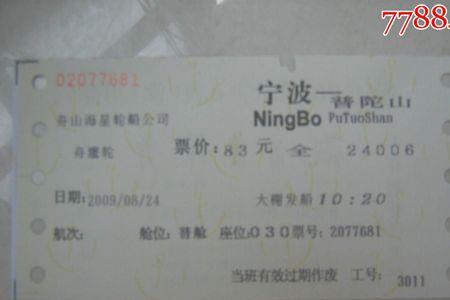 7788.
02077681
宁波—普陀山
舟山海星轮船公司
NingBo PuTuoShan
舟鹰轮 票价:83元 全 24006
日期:2009/08/24 大棚发船10:20
航次: 舱位:普舱 座位:030票号:2077681
当班有效过期作废 工号: 3011